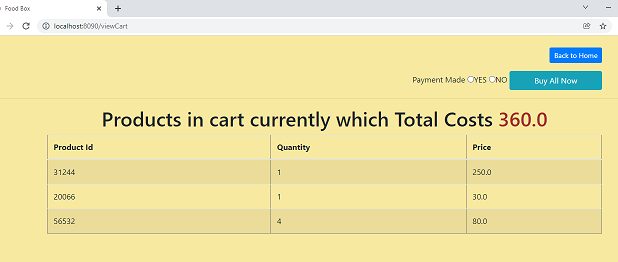 Food Box
localhost:8090/viewCart
Back to Home
Payment Made YES NO Buy All Now
Products in cart currently which Total Costs 360.0
Product Id Quantity Price
31244 1 250.0
20066 1 30.0
56532 4 80.0